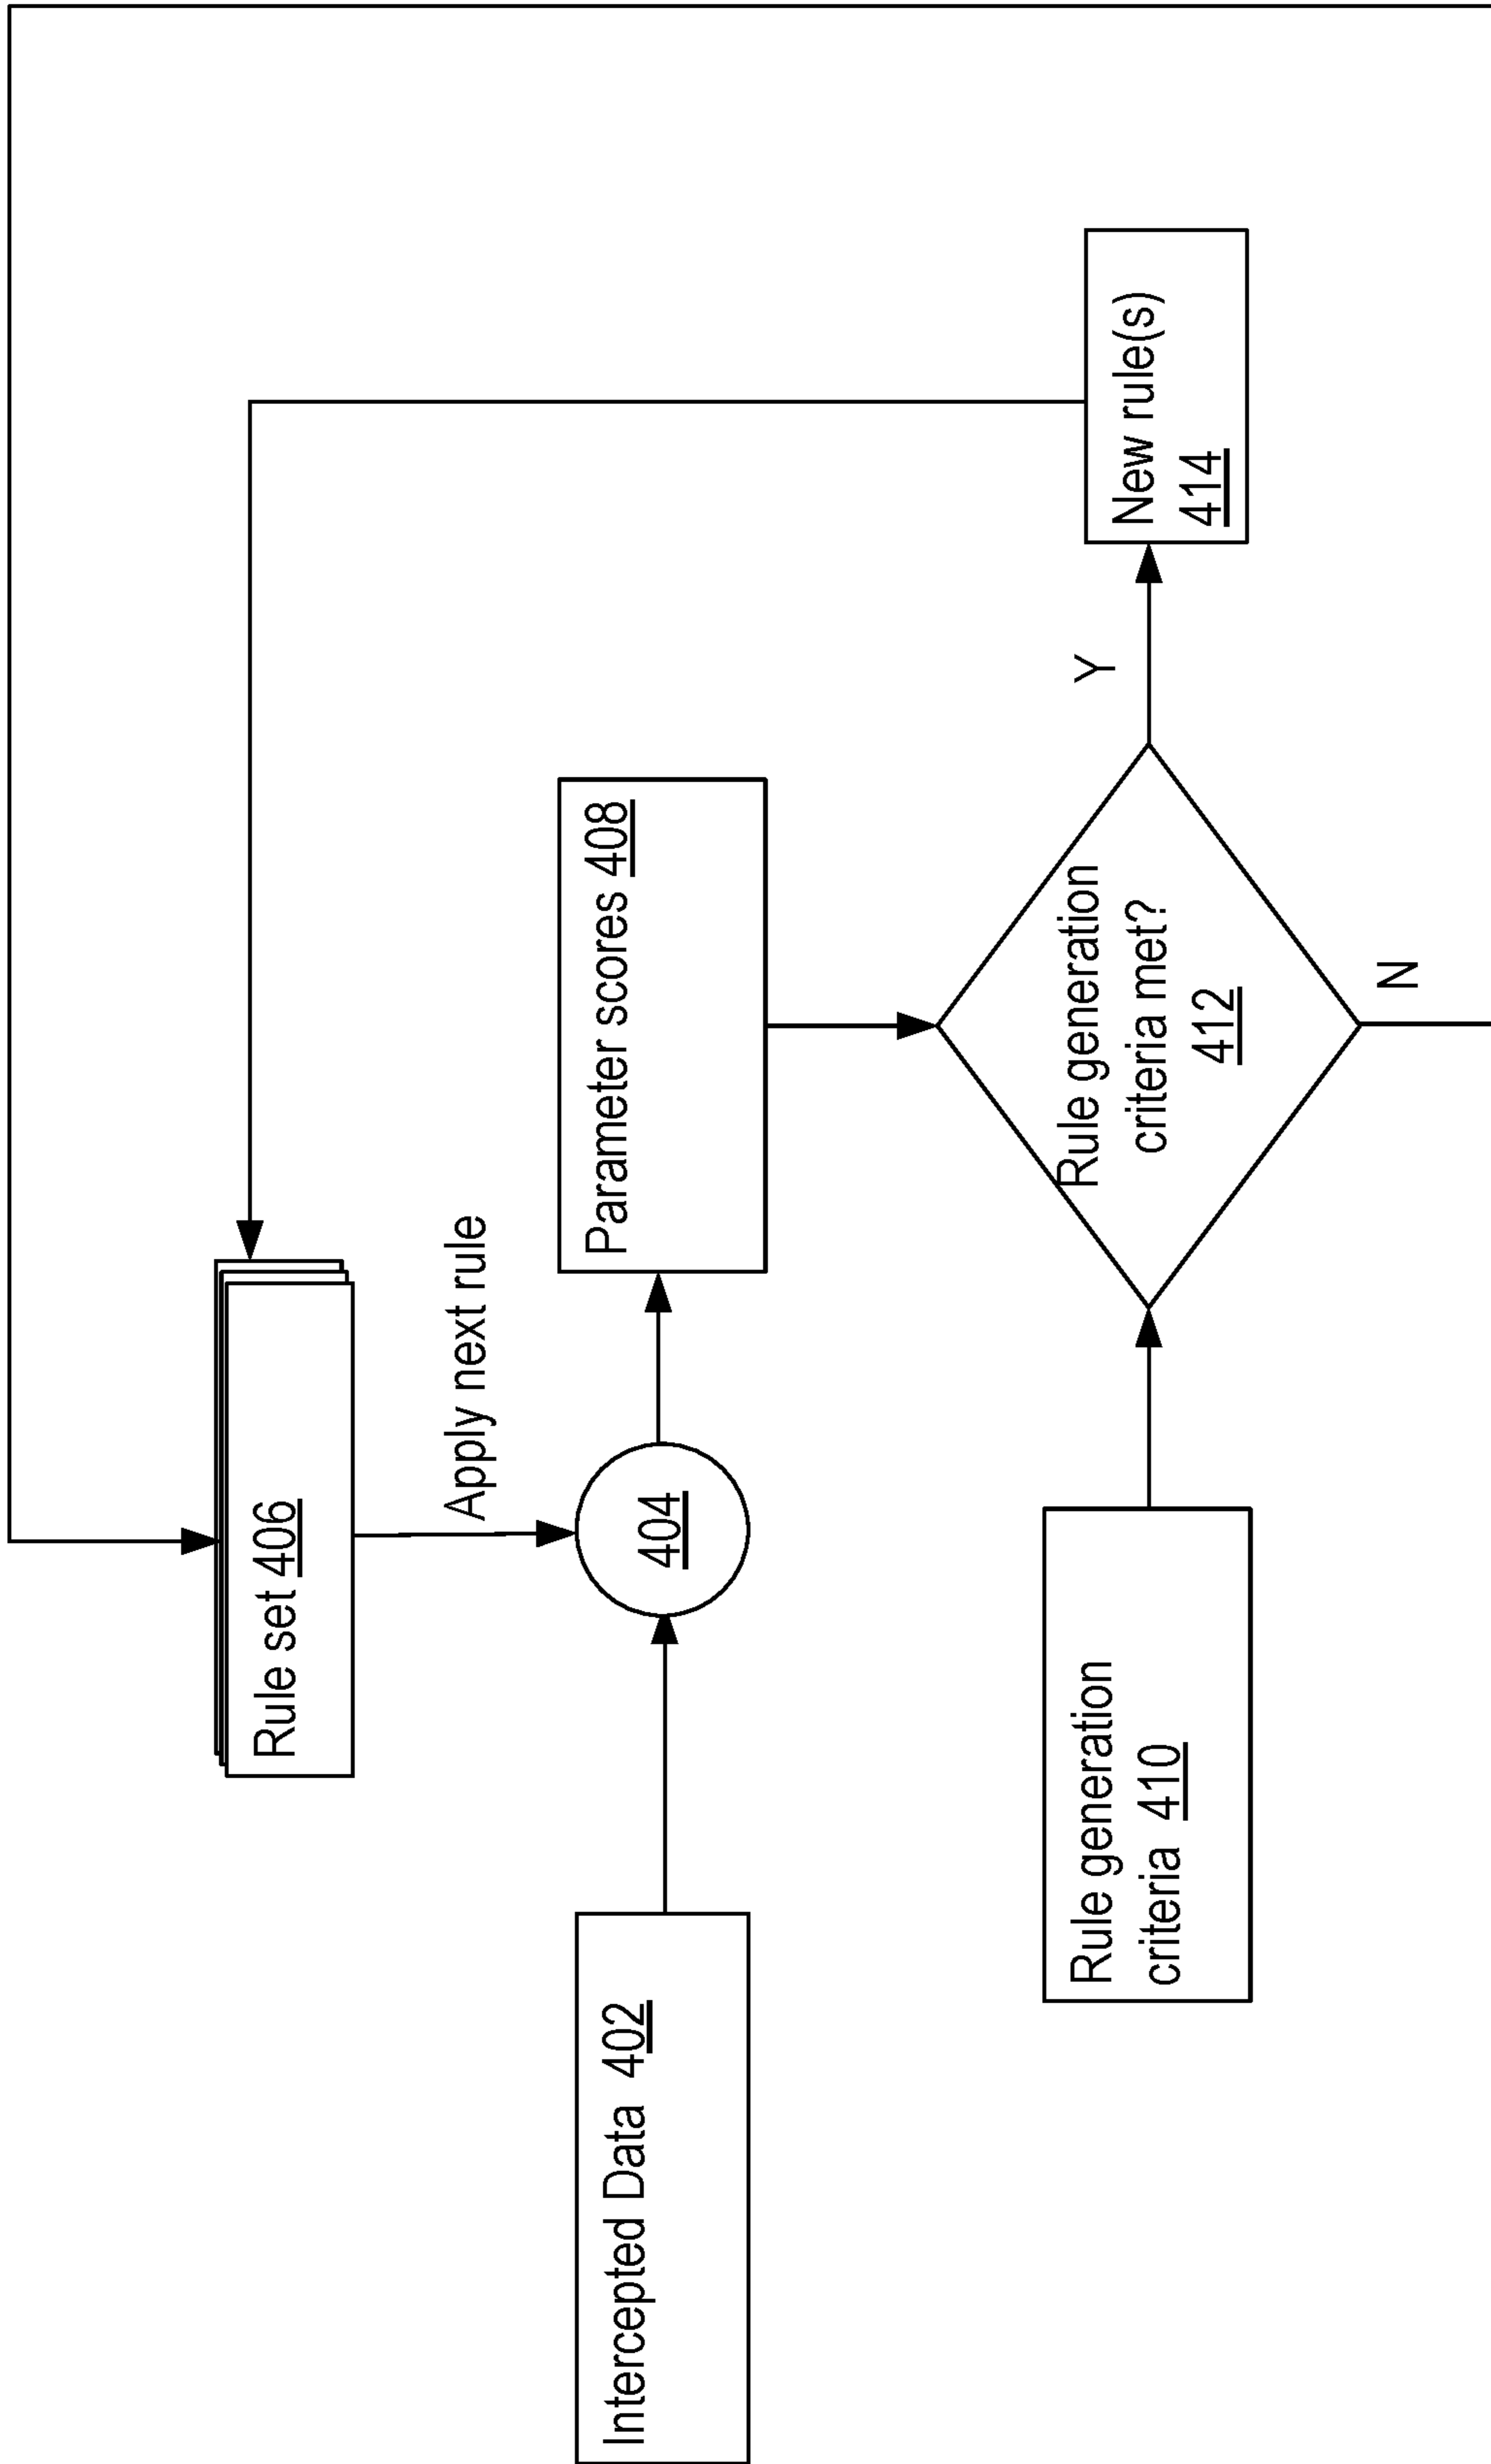 Rule set 406
Apply next rule
Intercepted Data 402
404
Parameter scores 408
Rule generation
criteria 410
Rule generation
criteria met?
412
Y
New rule(s)
414
N